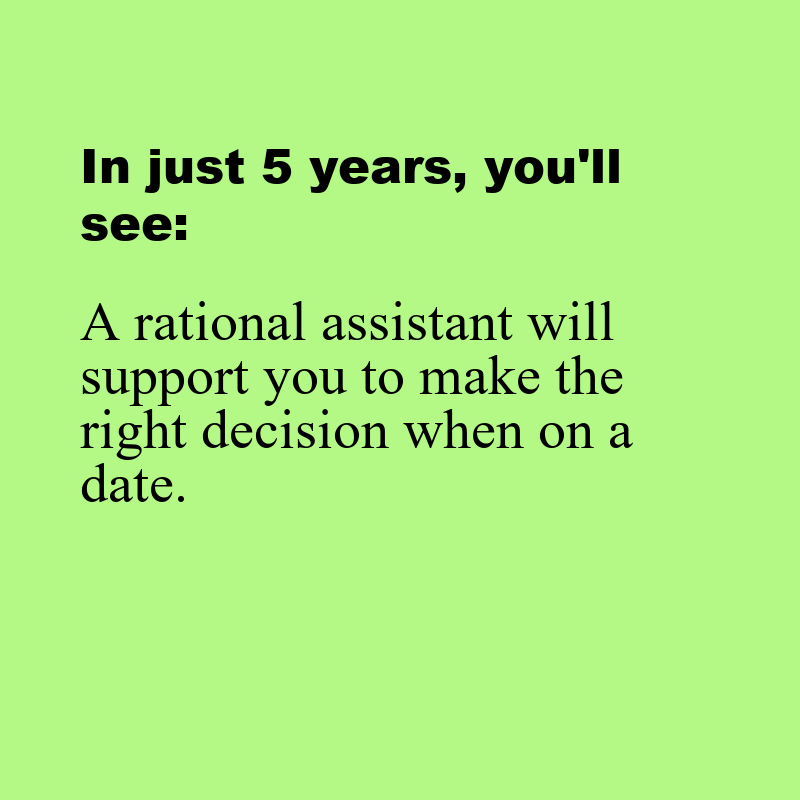 In just 5 years, you'll
see:
A rational assistant will
support you to make the
right decision when on a
date.